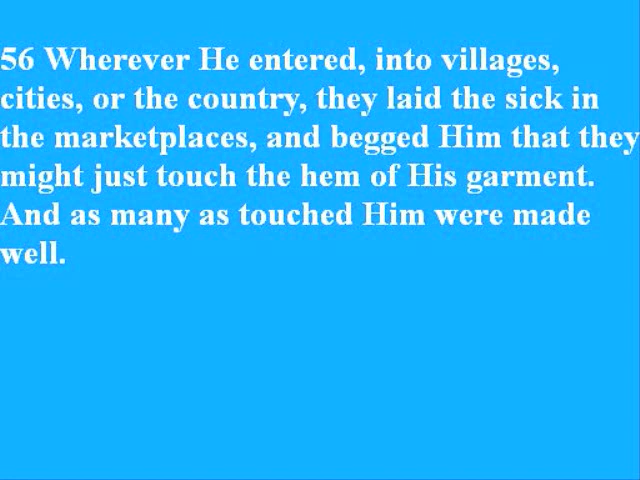 56 Wherever He entered, into villages,
cities, or the country, they laid the sick in
the marketplaces, and begged Him that they
might just touch the hem of His garment.
And as many as touched Him were made
well.